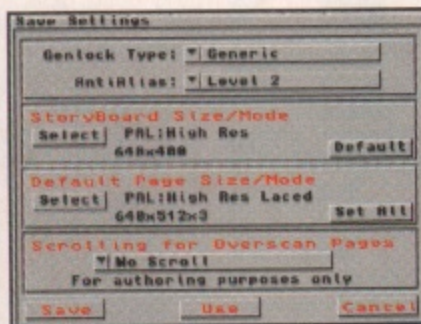 Save Settings
Genlock Type: Generic
AntiAlias: Level 2
StoryBoard Size/Mode
Select PAL:High Res
640x400 Default
Default Page Size/Mode
Select PAL:High Res Laced
640x512x3 Set All
Scrolling for Overscan Pages
No Scroll
For authoring purposes only
Save Use Cancel